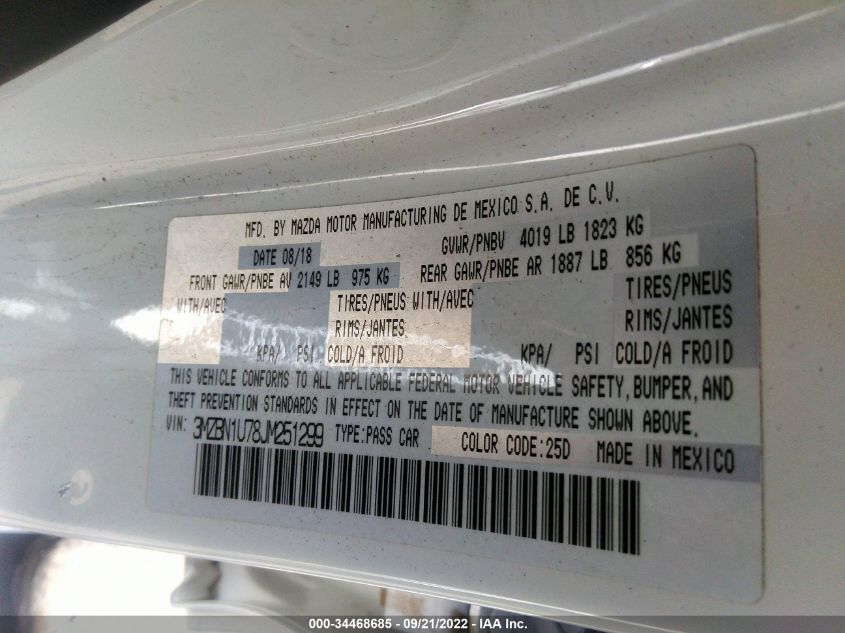 MFD. BY MAZDA MOTOR MANUFACTURING DE MEXICO S.A. DE C.V.
DATE 08/18 GVWR/PNBV 4019 LB 1823 KG
FRONT GAWR/PNBE AV 2149 LB 975 KG REAR GAWR/PNBE AR 1887 LB 856 KG
WITH/AVEC TIRES/PNEUS WITH/AVEC TIRES/PNEUS
RIMS/JANTES RIMS/JANTES
KPA/ PSI COLD/A FROID KPA/ PSI COLD/A FROID
THIS VEHICLE CONFORMS TO ALL APPLICABLE FEDERAL MOTOR VEHICLE SAFETY, BUMPER, AND
THEFT PREVENTION STANDARDS IN EFFECT ON THE DATE OF MANUFACTURE SHOWN ABOVE.
VIN: 3MZBN1U78JM251299 TYPE:PASS CAR COLOR CODE:25D MADE IN MEXICO
000-34468685 - 09/21/2022 - IAA Inc.